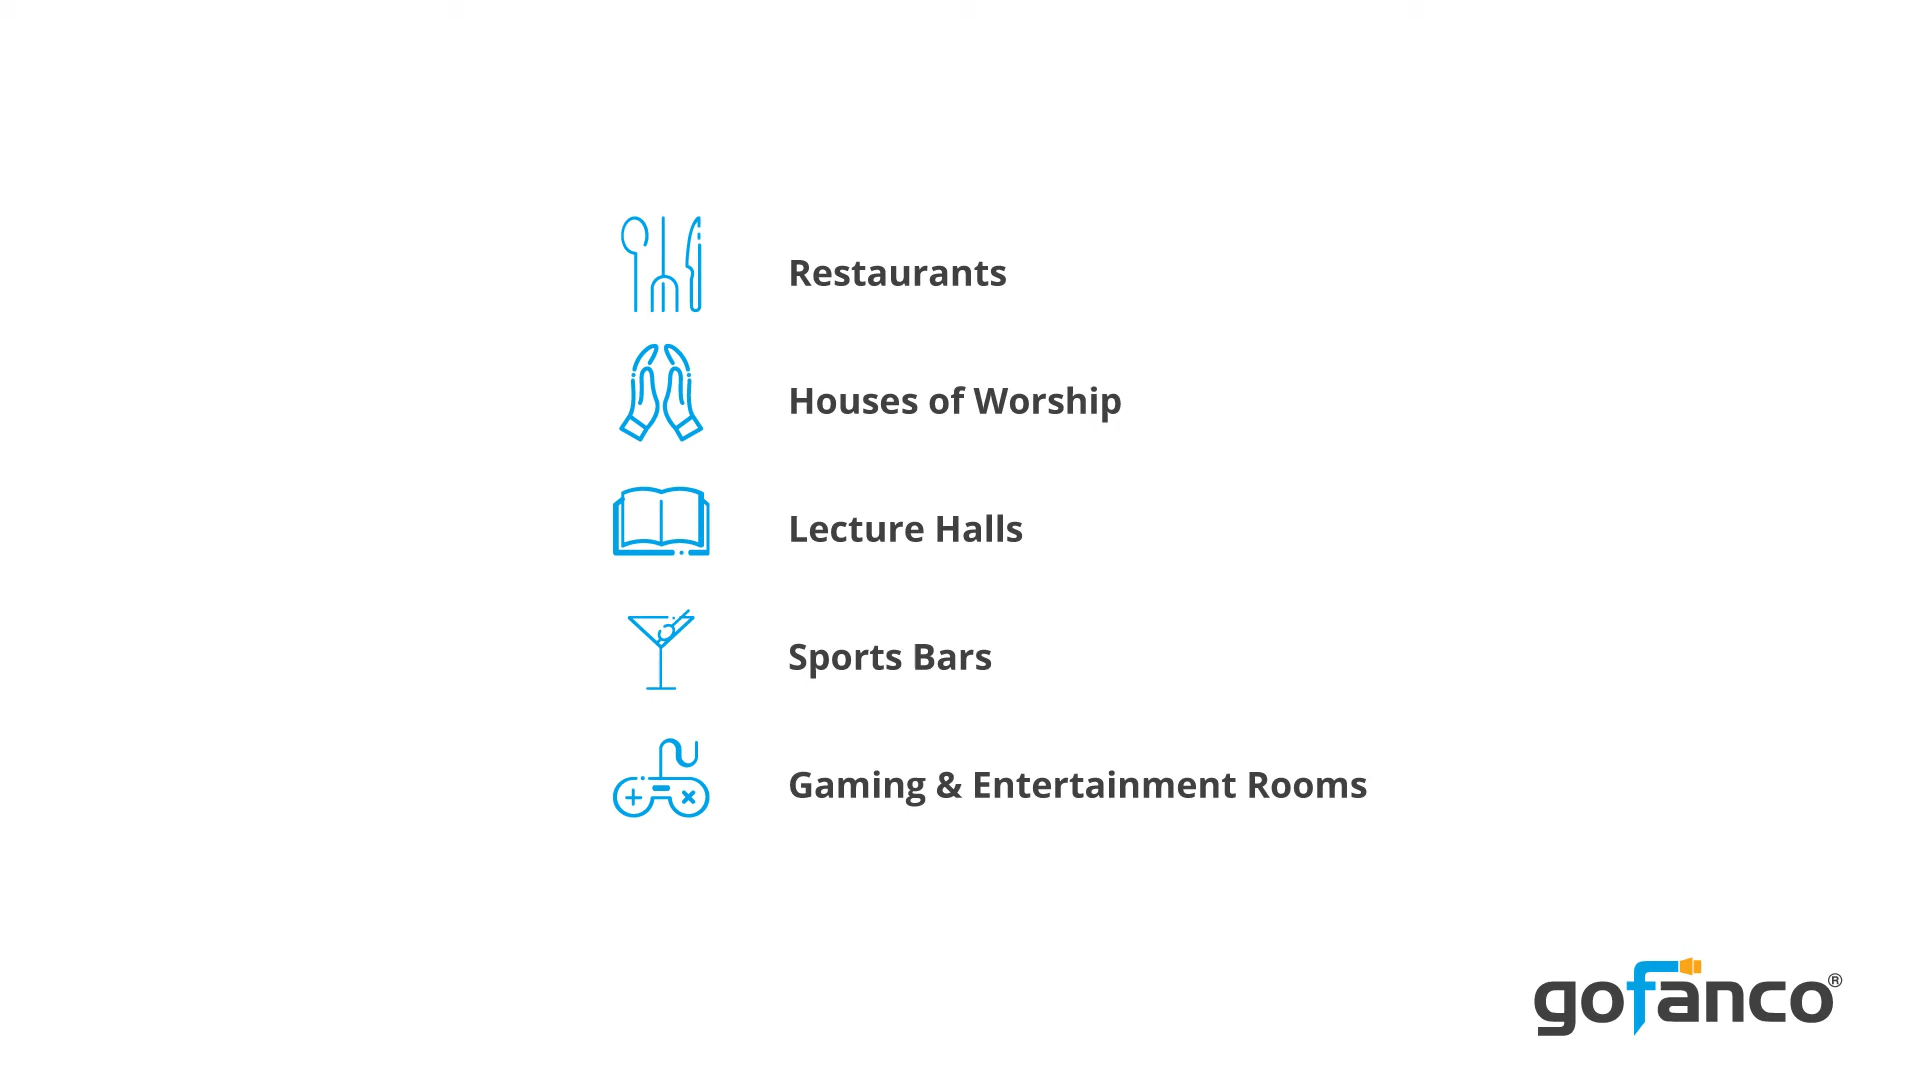 Restaurants
Houses of Worship
Lecture Halls
Sports Bars
Gaming & Entertainment Rooms
gofanco®